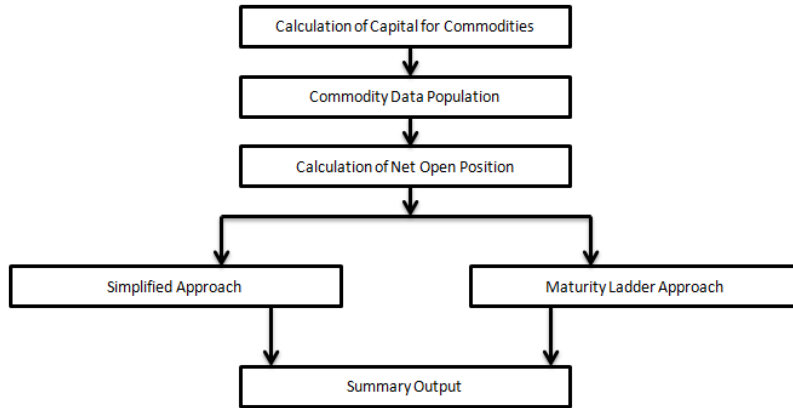 Calculation of Capital for Commodities
Commodity Data Population
Calculation of Net Open Position
Simplified Approach
Maturity Ladder Approach
Summary Output